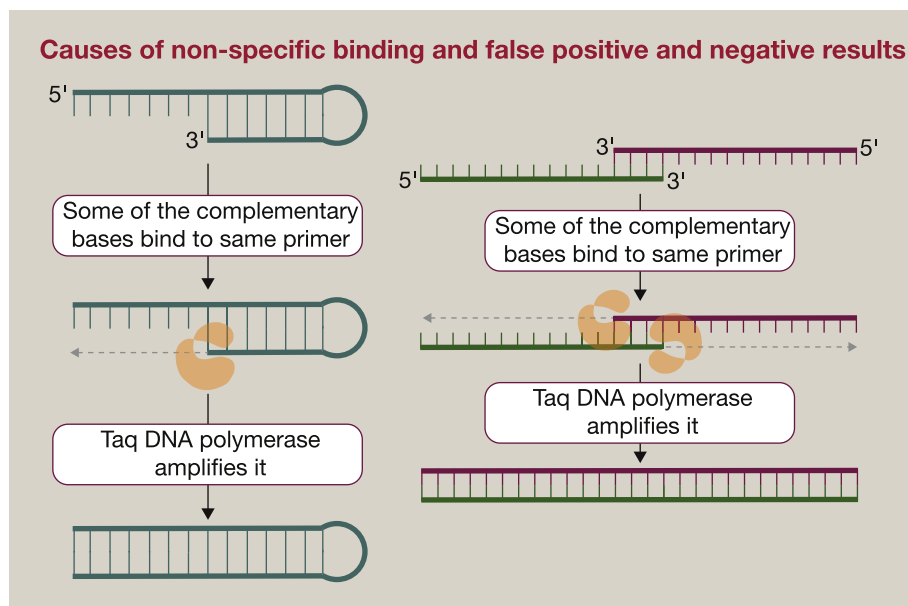 Causes of non-specific binding and false positive and negative results
5'
3'
Some of the complementary
bases bind to same primer
Taq DNA polymerase
amplifies it
3'
5'
5'
3'
Some of the complementary
bases bind to same primer
Taq DNA polymerase
amplifies it